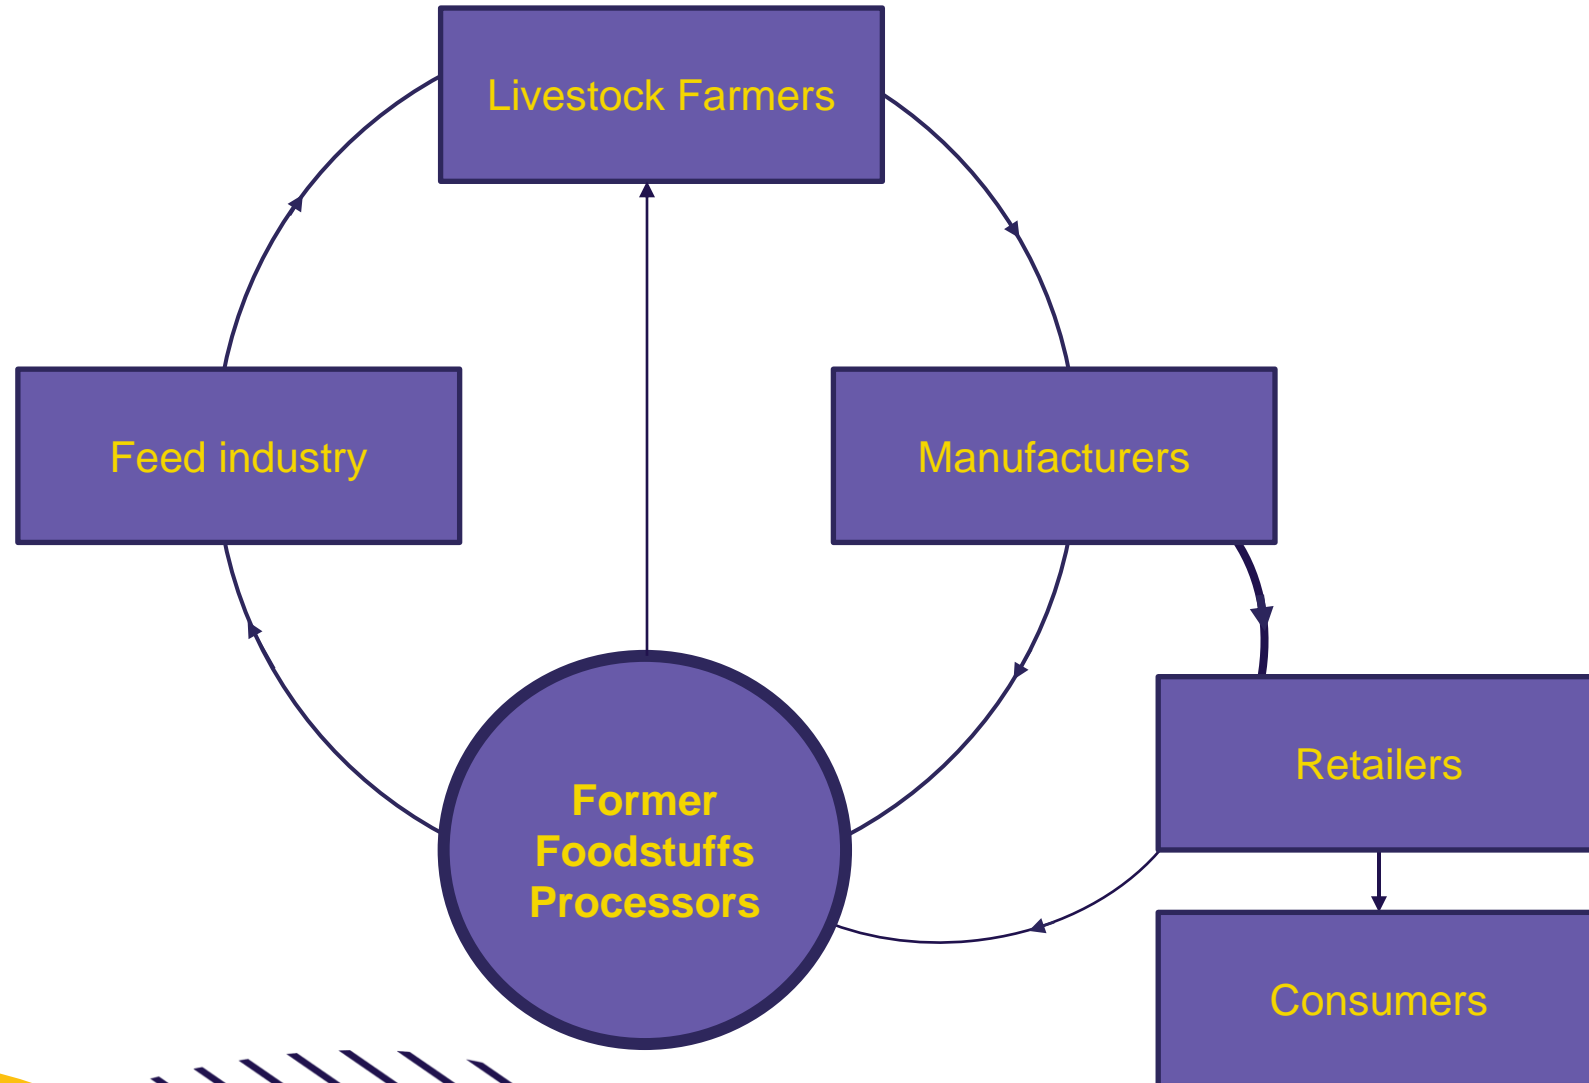 Livestock Farmers
Feed industry
Manufacturers
Former
Foodstuffs
Processors
Retailers
Consumers